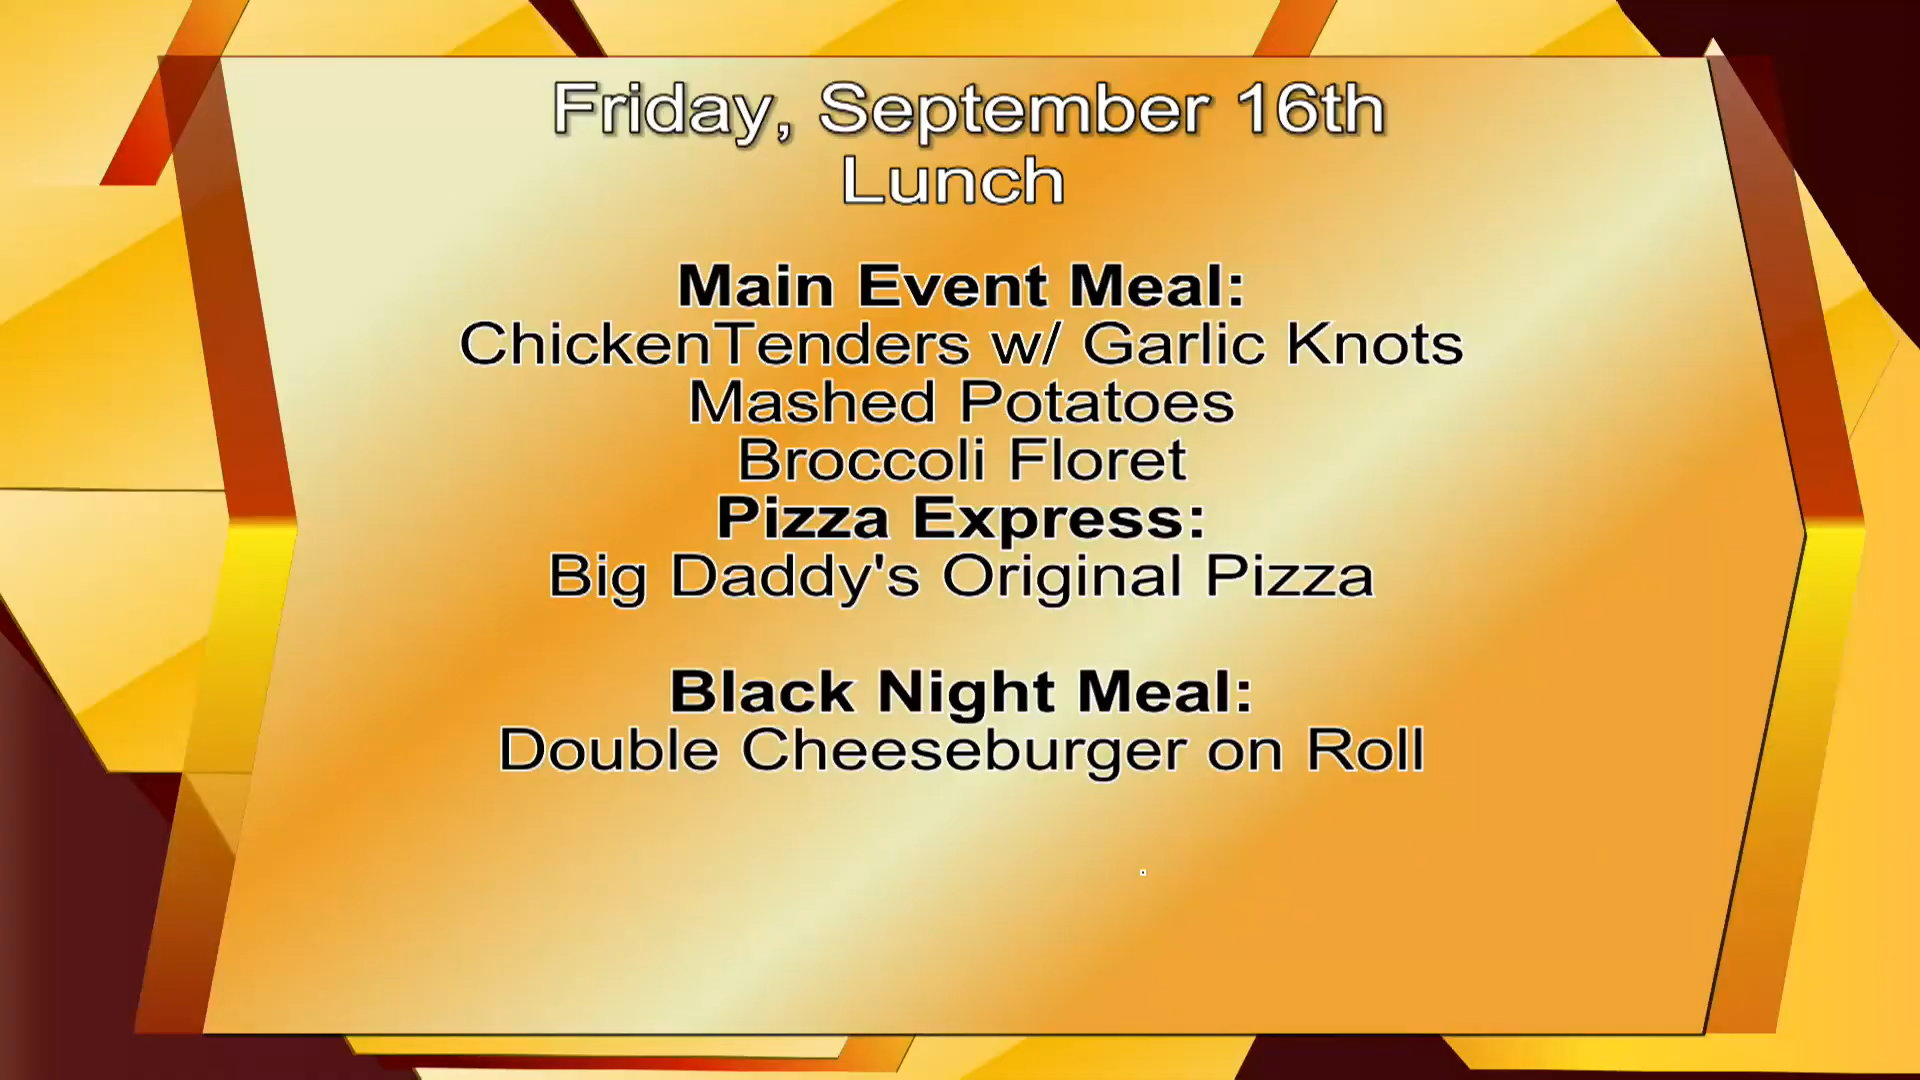 Friday, September 16th
Lunch
Main Event Meal:
ChickenTenders w/ Garlic Knots
Mashed Potatoes
Broccoli Floret
Pizza Express:
Big Daddy's Original Pizza
Black Night Meal:
Double Cheeseburger on Roll
.